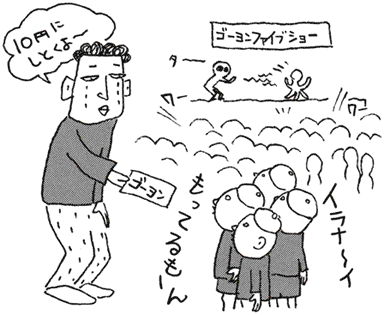 10円に
しとくよ〜
ゴーヨンファイブショー
ター
ワー
ワー
ゴーヨン
イラナ〜イ
もってるもーん